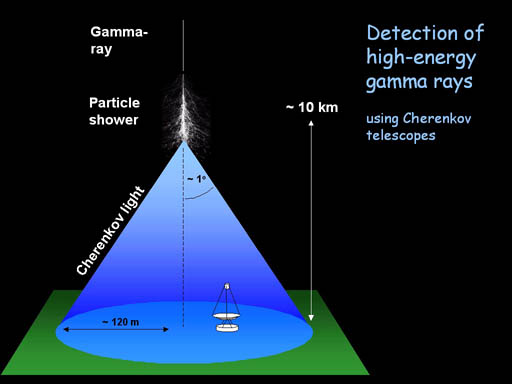 Gamma-
ray
Detection of
high-energy
gamma rays
using Cherenkov
telescopes
Particle
shower
~ 10 km
~ 1°
Cherenkov light
~ 120 m